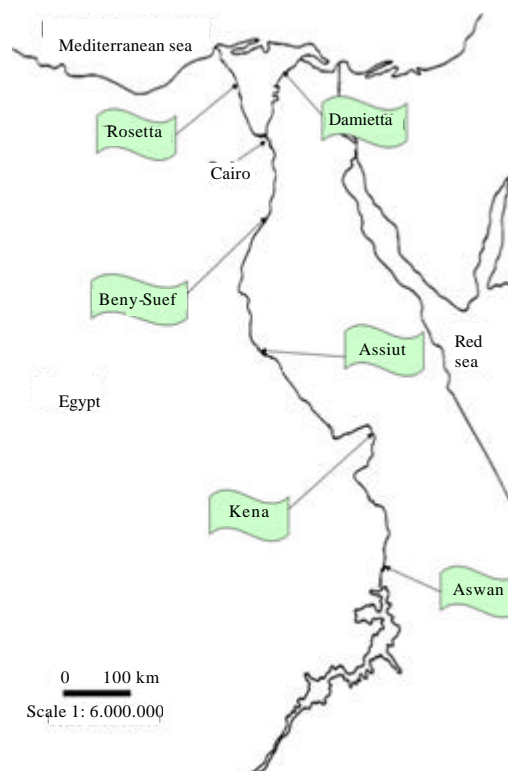 Mediterranean sea
Rosetta
Damietta
Cairo
Beny-Suef
Assiut
Red
sea
Egypt
Kena
Aswan
0 100 km
Scale 1: 6.000.000